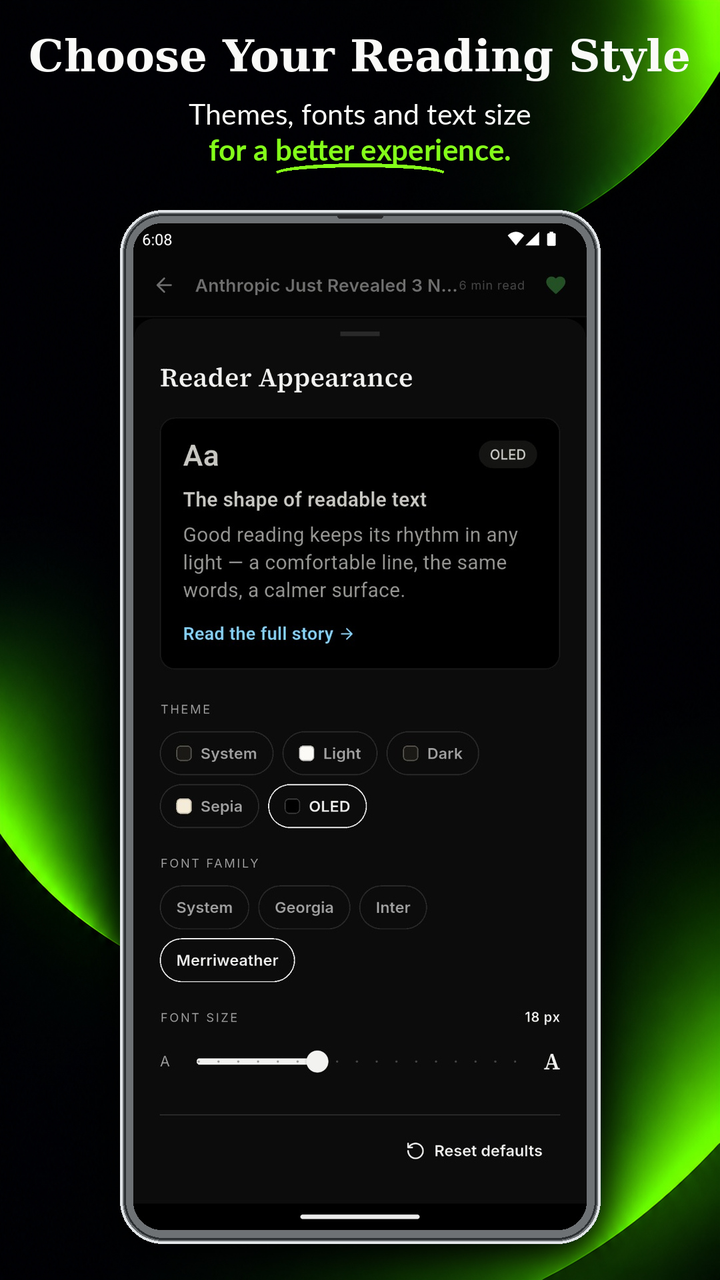 Choose Your Reading Style
Themes, fonts and text size
for a better experience.
6:08
Anthropic Just Revealed 3 N... 6 min read
Reader Appearance
Aa
OLED
The shape of readable text
Good reading keeps its rhythm in any
light — a comfortable line, the same
words, a calmer surface.
Read the full story →
THEME
System Light Dark
Sepia OLED
FONT FAMILY
System Georgia Inter
Merriweather
FONT SIZE 18 px
A A
Reset defaults